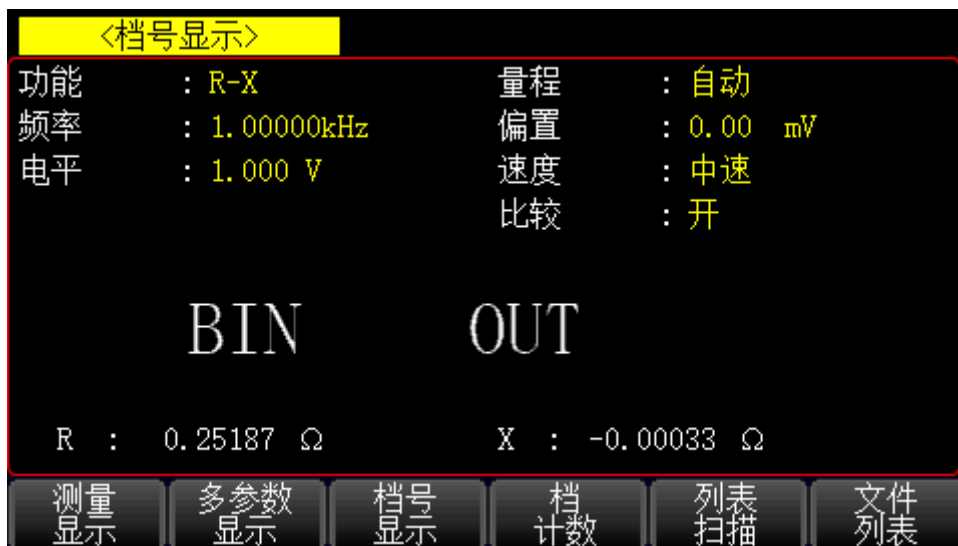 <档号显示>
功能 : R-X 量程 : 自动
频率 : 1.00000kHz 偏置 : 0.00 mV
电平 : 1.000 V 速度 : 中速
比较 : 开
BIN OUT
R : 0.25187 Ω X : -0.00033 Ω
测量显示 多参数显示 档号显示 档计数 列表扫描 文件列表